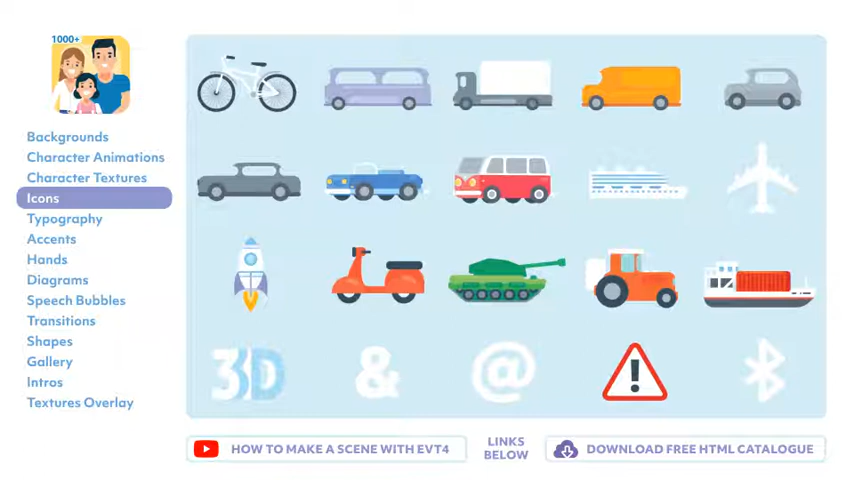 1000+
Backgrounds
Character Animations
Character Textures
Icons
Typography
Accents
Hands
Diagrams
Speech Bubbles
Transitions
Shapes
Gallery
Intros
Textures Overlay
3D
&
@
!
HOW TO MAKE A SCENE WITH EVT4
LINKS
BELOW
DOWNLOAD FREE HTML CATALOGUE